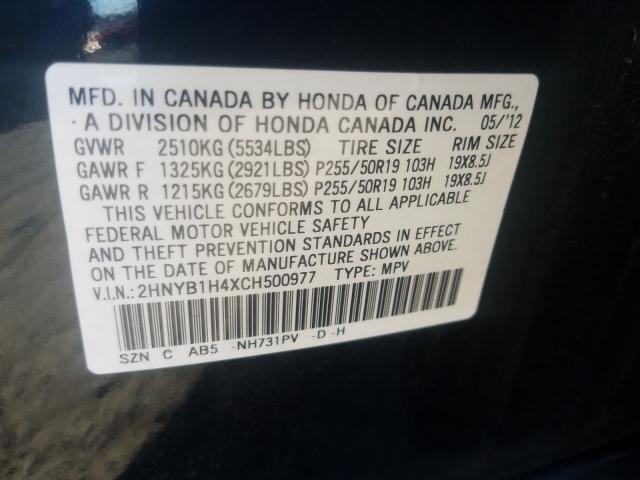 MFD. IN CANADA BY HONDA OF CANADA MFG.,
A DIVISION OF HONDA CANADA INC. 05/'12
GVWR 2510KG (5534LBS) TIRE SIZE RIM SIZE
GAWR F 1325KG (2921LBS) P255/50R19 103H 19X8.5J
GAWR R 1215KG (2679LBS) P255/50R19 103H 19X8.5J
THIS VEHICLE CONFORMS TO ALL APPLICABLE
FEDERAL MOTOR VEHICLE SAFETY
AND THEFT PREVENTION STANDARDS IN EFFECT
ON THE DATE OF MANUFACTURE SHOWN ABOVE.
V.I.N.: 2HNYB1H4XCH500977 TYPE: MPV
SZN C AB5 -NH731PV -D -H